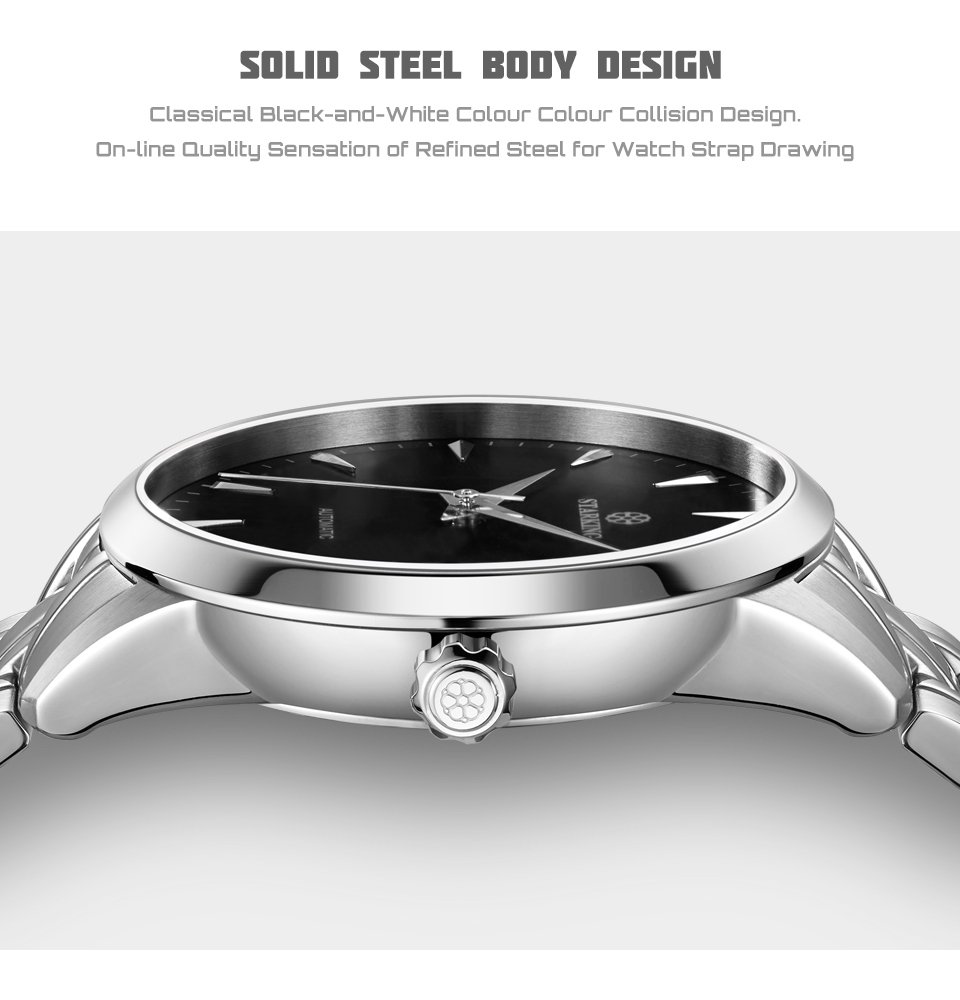 SOLID STEEL BODY DESIGN
Classical Black-and-White Colour Colour Collision Design.
On-line Quality Sensation of Refined Steel for Watch Strap Drawing
STARKING
AUTOMATIC